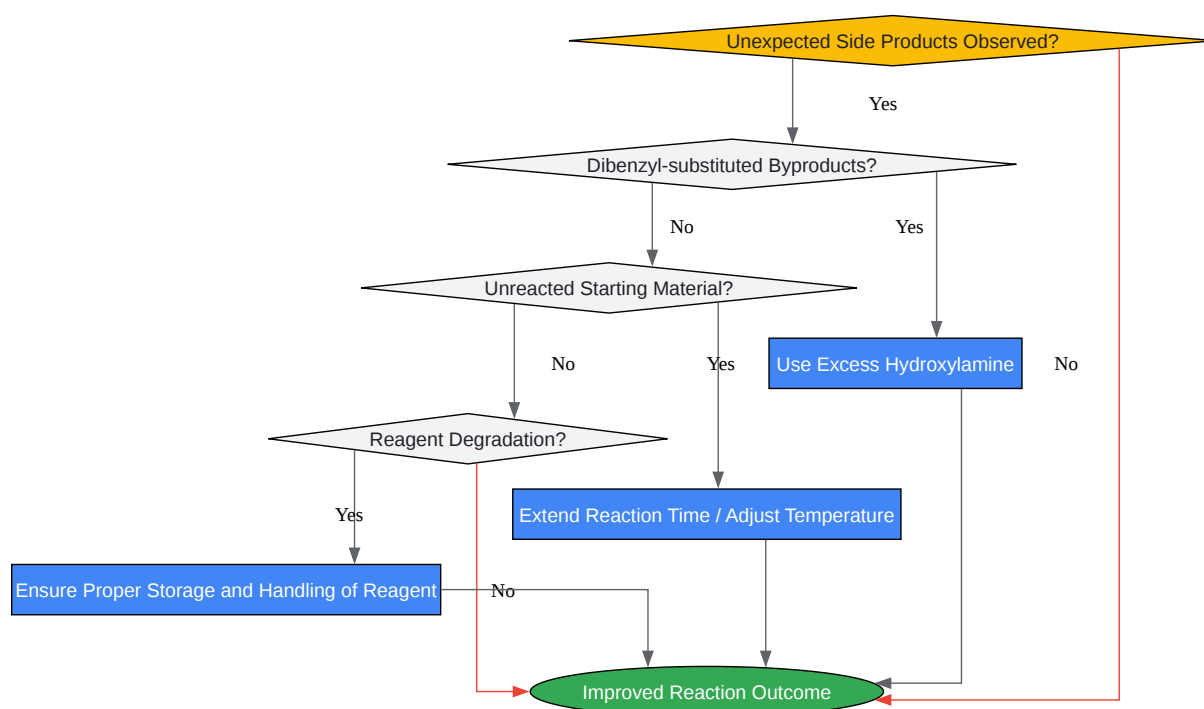 Unexpected Side Products Observed?
Yes
Dibenzyl-substituted Byproducts?
No
Yes
Unreacted Starting Material?
No
Yes
Use Excess Hydroxylamine
No
Reagent Degradation?
Yes
Extend Reaction Time / Adjust Temperature
Ensure Proper Storage and Handling of Reagent
No
Improved Reaction Outcome